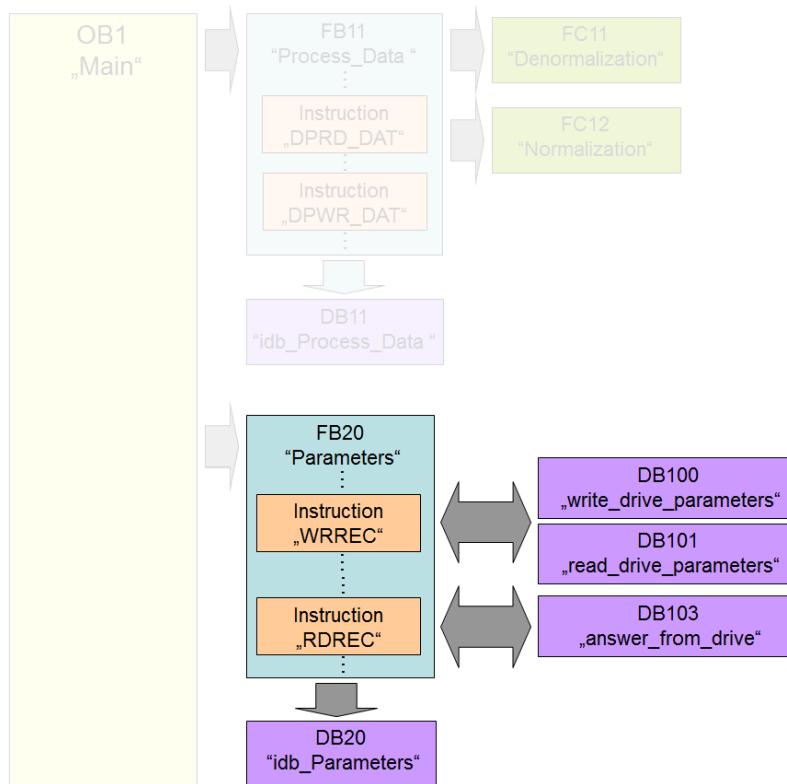 OB1
„Main“
FB11
“Process_Data “
Instruction
„DPRD_DAT“
Instruction
„DPWR_DAT“
FC11
“Denormalization”
FC12
“Normalization”
DB11
“idb_Process_Data “
FB20
“Parameters“
Instruction
„WRREC“
Instruction
„RDREC“
DB100
„write_drive_parameters“
DB101
„read_drive_parameters“
DB103
„answer_from_drive“
DB20
“idb_Parameters“